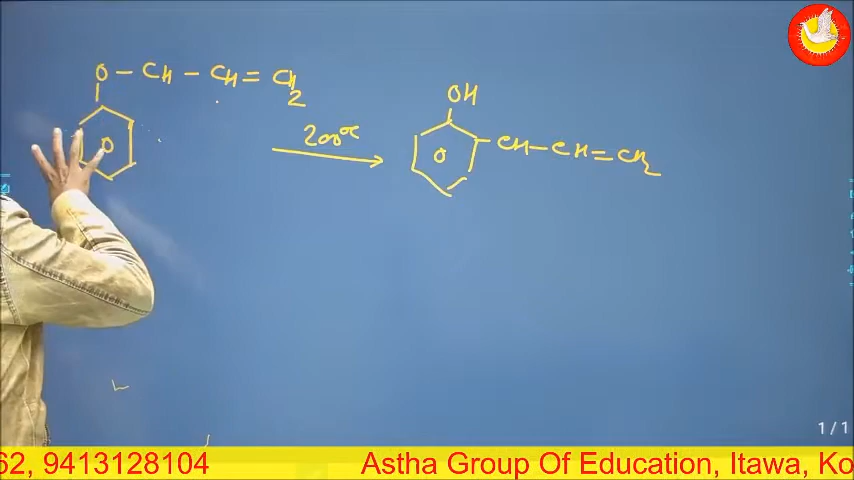 O - CH - CH = CH2
OH
200°C
CH - CH = CH2
1/1
62, 9413128104 Astha Group Of Education, Itawa, Ko